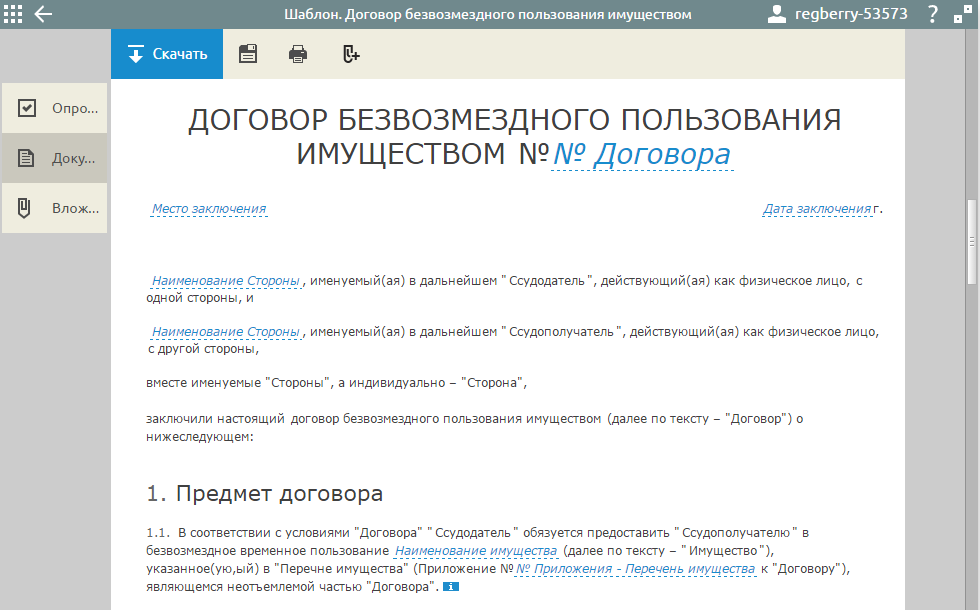 Шаблон. Договор безвозмездного пользования имуществом
regberry-53573
?
Скачать
Опро...
Доку...
Влож...
ДОГОВОР БЕЗВОЗМЕЗДНОГО ПОЛЬЗОВАНИЯ
ИМУЩЕСТВОМ №№ Договора
Место заключения
Дата заключения г.
Наименование Стороны, именуемый(ая) в дальнейшем "Ссудодатель", действующий(ая) как физическое лицо, с
одной стороны, и
Наименование Стороны, именуемый(ая) в дальнейшем "Ссудополучатель", действующий(ая) как физическое лицо,
с другой стороны,
вместе именуемые "Стороны", а индивидуально – "Сторона",
заключили настоящий договор безвозмездного пользования имуществом (далее по тексту – "Договор") о
нижеследующем:
1. Предмет договора
1.1. В соответствии с условиями "Договора" "Ссудодатель" обязуется предоставить "Ссудополучателю" в
безвозмездное временное пользование Наименование имущества (далее по тексту – "Имущество"),
указанное(ую,ый) в "Перечне имущества" (Приложение №№ Приложения - Перечень имущества к "Договору"),
являющемся неотъемлемой частью "Договора". i